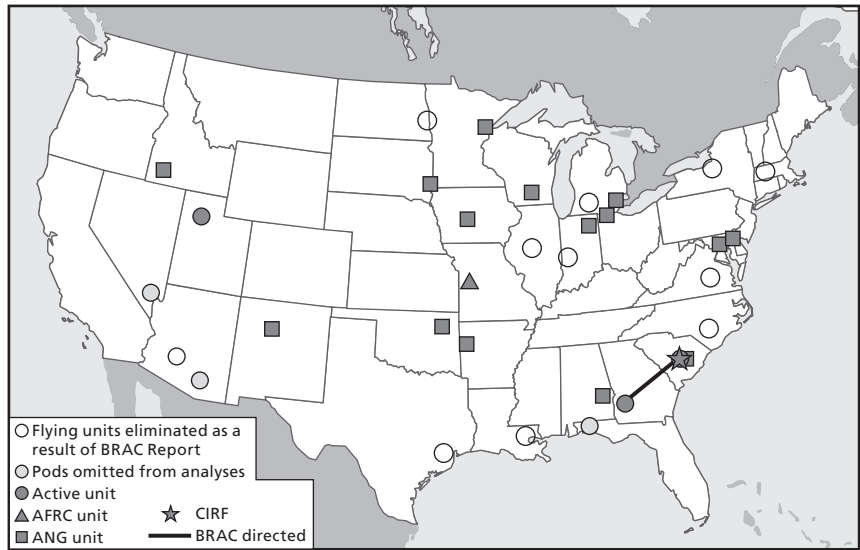 Flying units eliminated as a
result of BRAC Report
Pods omitted from analyses
Active unit
AFRC unit
ANG unit
CIRF
BRAC directed